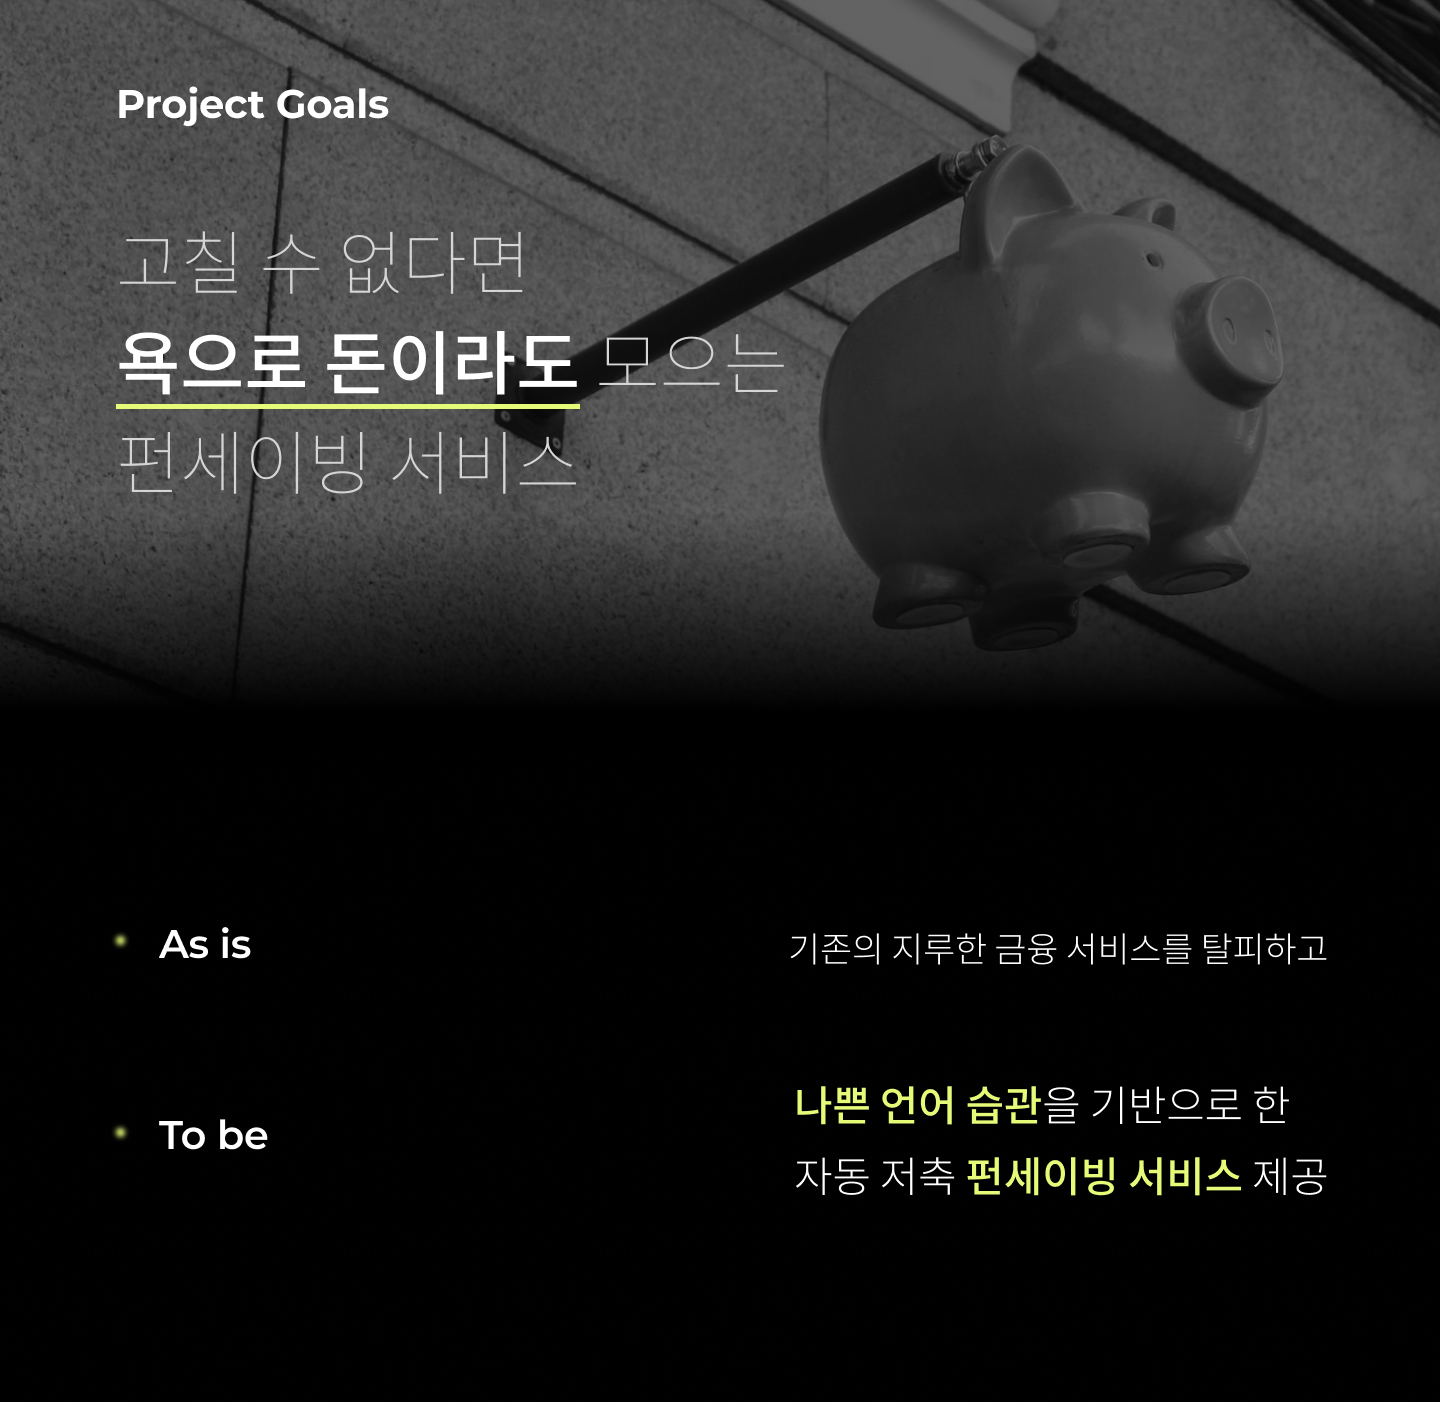 Project Goals
고칠 수 없다면
욕으로 돈이라도 모으는
펀세이빙 서비스
As is
기존의 지루한 금융 서비스를 탈피하고
To be
나쁜 언어 습관을 기반으로 한
자동 저축 펀세이빙 서비스 제공